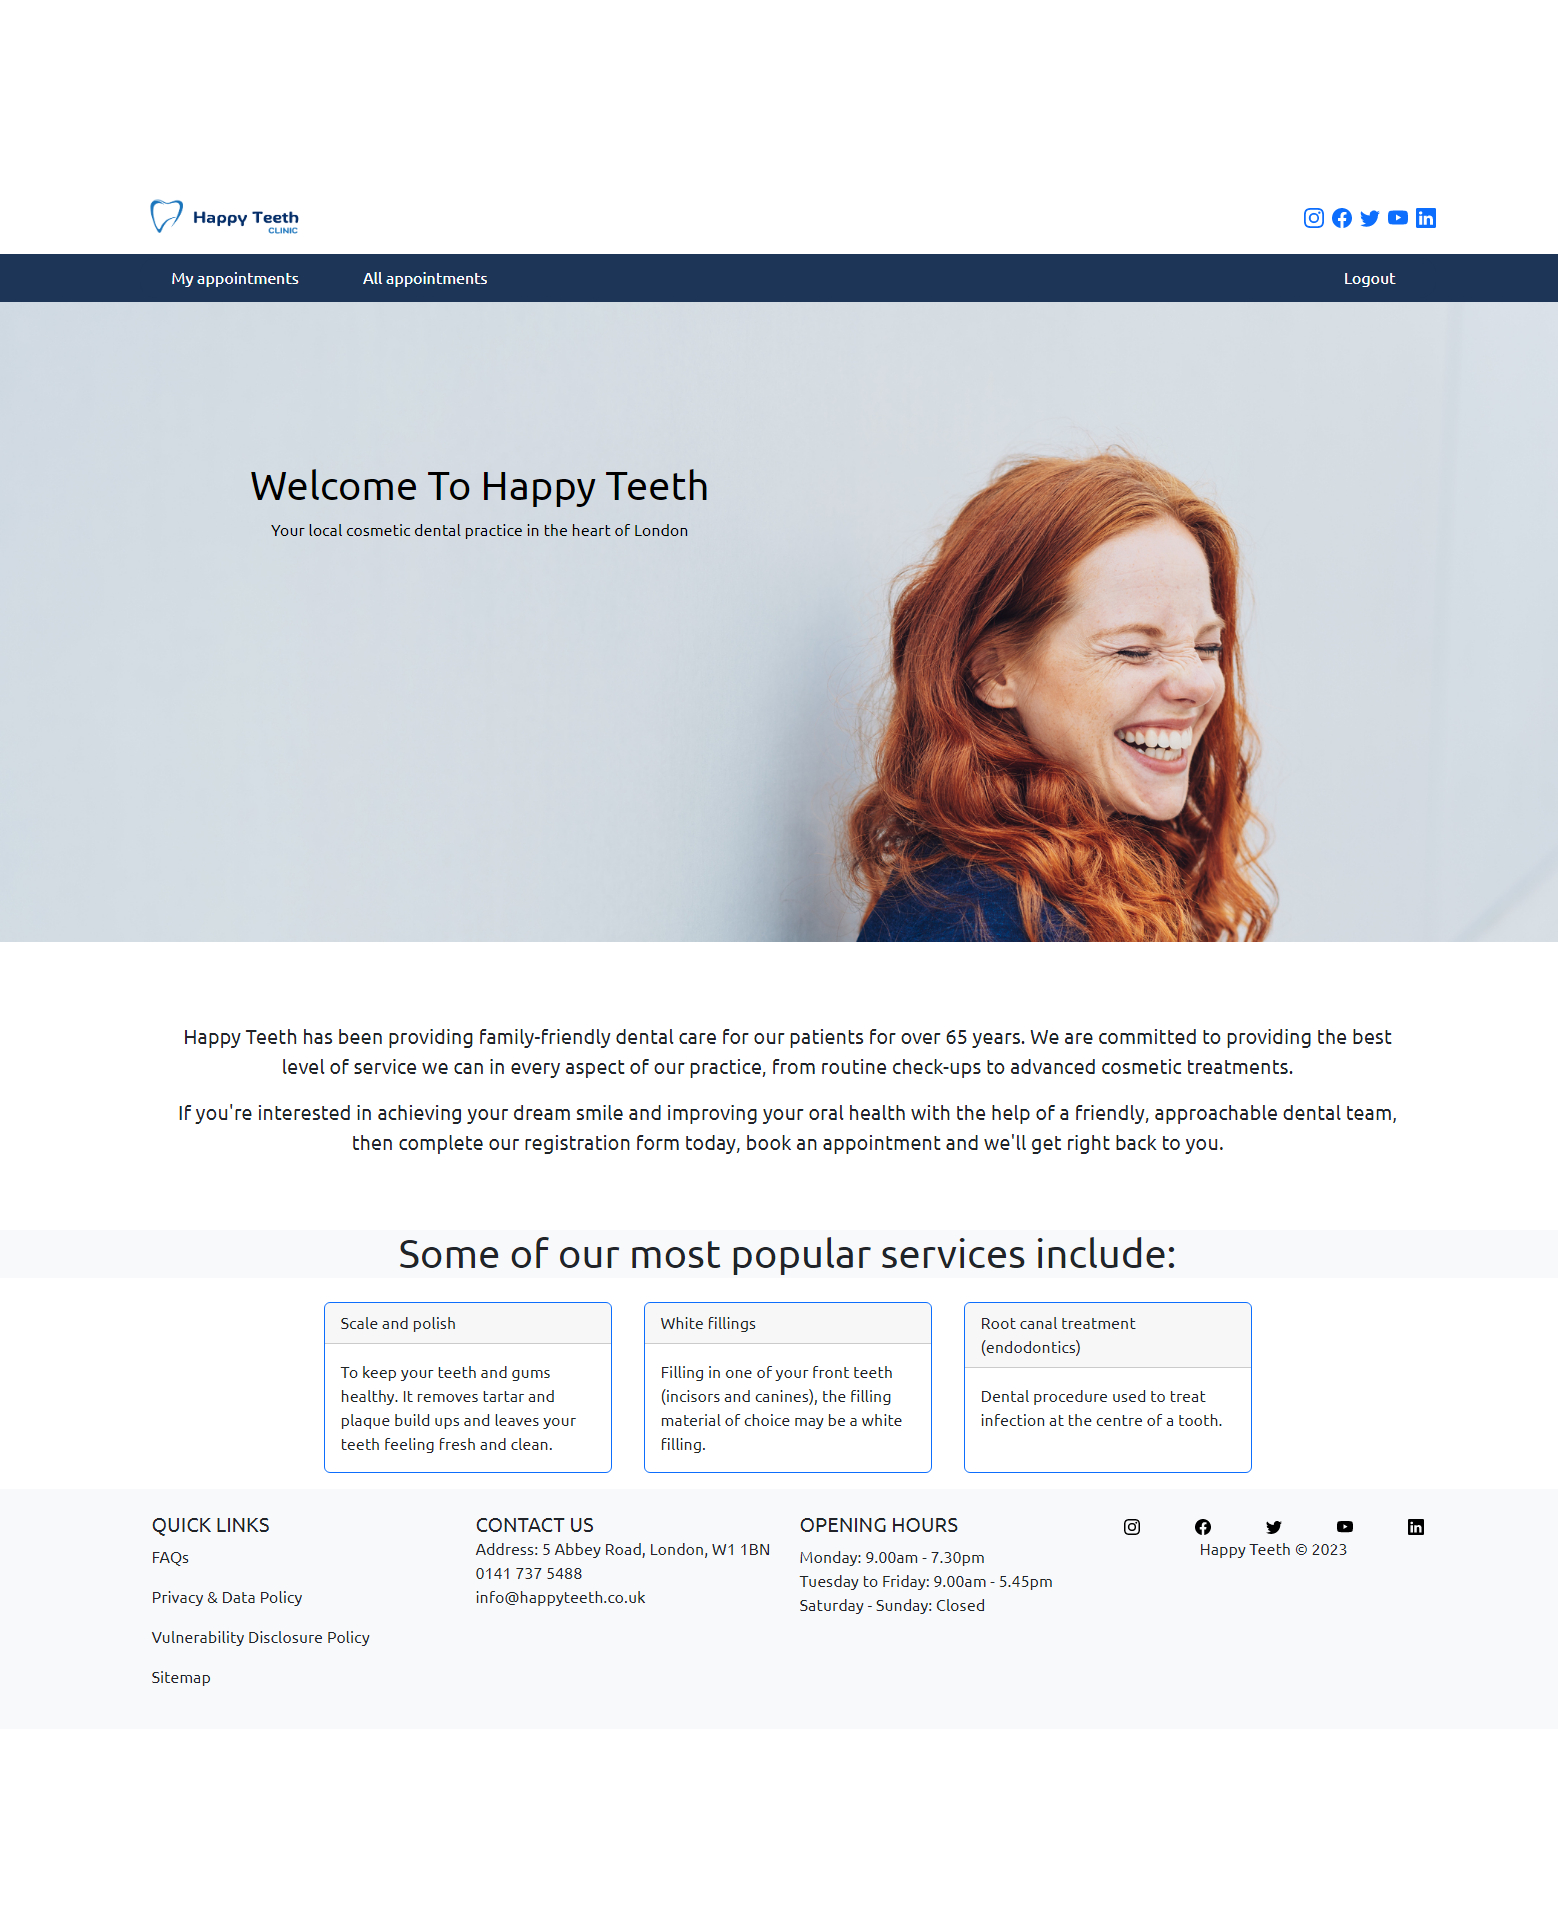 Happy Teeth
CLINIC
My appointments
All appointments
Logout
Welcome To Happy Teeth
Your local cosmetic dental practice in the heart of London
Happy Teeth has been providing family-friendly dental care for our patients for over 65 years. We are committed to providing the best
level of service we can in every aspect of our practice, from routine check-ups to advanced cosmetic treatments.
If you're interested in achieving your dream smile and improving your oral health with the help of a friendly, approachable dental team,
then complete our registration form today, book an appointment and we'll get right back to you.
Some of our most popular services include:
Scale and polish
To keep your teeth and gums
healthy. It removes tartar and
plaque build ups and leaves your
teeth feeling fresh and clean.
White fillings
Filling in one of your front teeth
(incisors and canines), the filling
material of choice may be a white
filling.
Root canal treatment
(endodontics)
Dental procedure used to treat
infection at the centre of a tooth.
QUICK LINKS
FAQs
Privacy & Data Policy
Vulnerability Disclosure Policy
Sitemap
CONTACT US
Address: 5 Abbey Road, London, W1 1BN
0141 737 5488
info@happyteeth.co.uk
OPENING HOURS
Monday: 9.00am - 7.30pm
Tuesday to Friday: 9.00am - 5.45pm
Saturday - Sunday: Closed
Happy Teeth © 2023